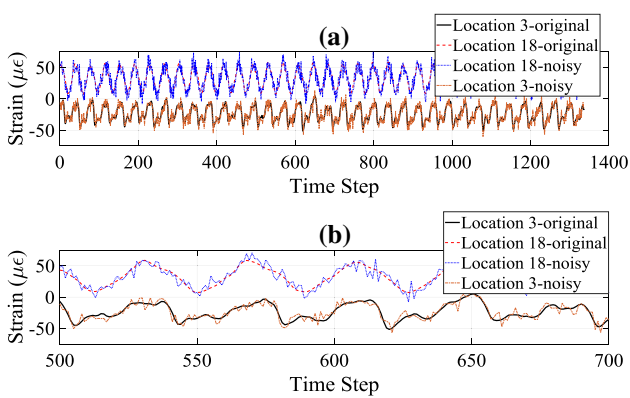 (a)
Location 3-original
Location 18-original
Location 18-noisy
Location 3-noisy
Strain (με)
50
0
-50
0 200 400 600 800 1000 1200 1400
Time Step
(b)
Location 3-original
Location 18-original
Location 18-noisy
Location 3-noisy
Strain (με)
50
0
-50
500 550 600 650 700
Time Step